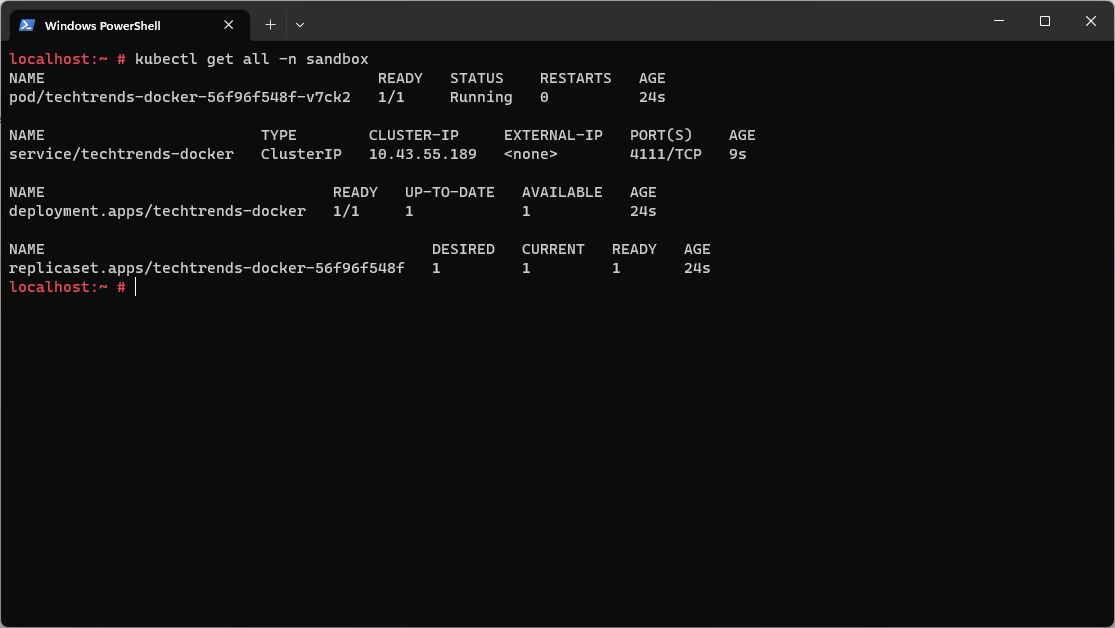 Windows PowerShell
localhost:~ # kubectl get all -n sandbox
NAME READY STATUS RESTARTS AGE
pod/techtrends-docker-56f96f548f-v7ck2 1/1 Running 0 24s
NAME TYPE CLUSTER-IP EXTERNAL-IP PORT(S) AGE
service/techtrends-docker ClusterIP 10.43.55.189 <none> 4111/TCP 9s
NAME READY UP-TO-DATE AVAILABLE AGE
deployment.apps/techtrends-docker 1/1 1 1 24s
NAME DESIRED CURRENT READY AGE
replicaset.apps/techtrends-docker-56f96f548f 1 1 1 24s
localhost:~ #